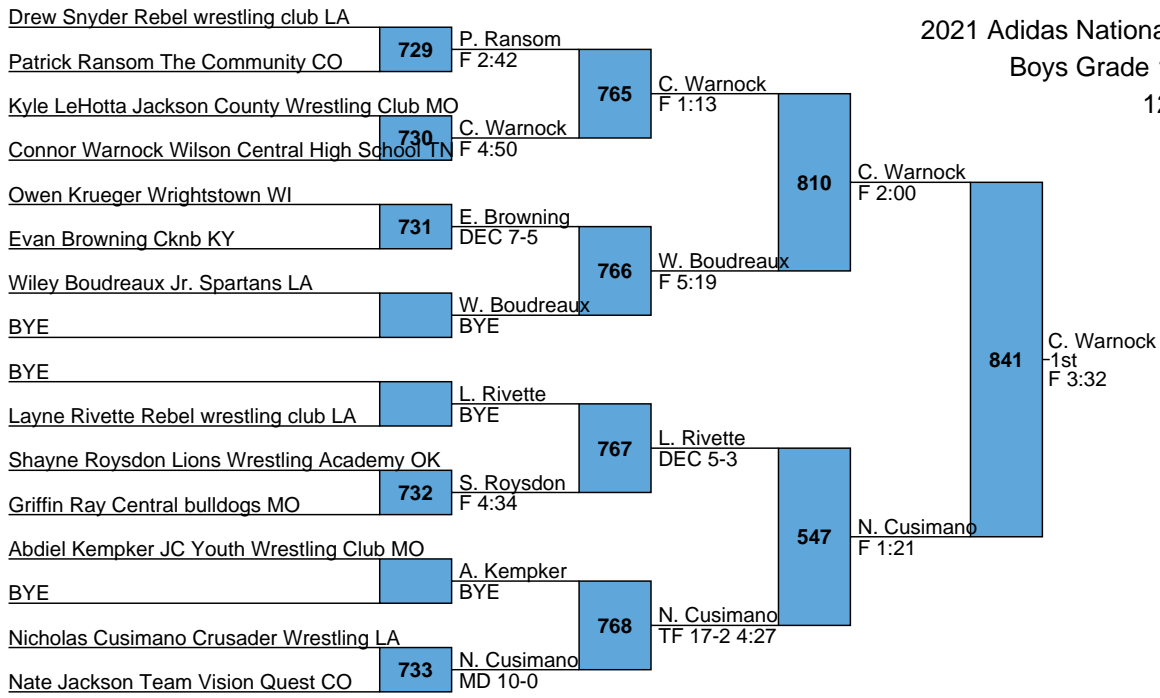 Drew Snyder Rebel wrestling club LA
2021 Adidas Nationa
729
P. Ransom
F 2:42
Patrick Ransom The Community CO
Boys Grade
765
C. Warnock
F 1:13
Kyle LeHotta Jackson County Wrestling Club MO
12
730
C. Warnock
F 4:50
Connor Warnock Wilson Central High School TN
810
C. Warnock
F 2:00
Owen Krueger Wrightstown WI
731
E. Browning
DEC 7-5
Evan Browning Cknb KY
766
W. Boudreaux
F 5:19
Wiley Boudreaux Jr. Spartans LA
W. Boudreaux
BYE
BYE
841
C. Warnock
1st
F 3:32
BYE
L. Rivette
BYE
Layne Rivette Rebel wrestling club LA
767
L. Rivette
DEC 5-3
Shayne Roysdon Lions Wrestling Academy OK
732
S. Roysdon
F 4:34
Griffin Ray Central bulldogs MO
547
N. Cusimano
F 1:21
Abdiel Kempker JC Youth Wrestling Club MO
A. Kempker
BYE
BYE
768
N. Cusimano
TF 17-2 4:27
Nicholas Cusimano Crusader Wrestling LA
733
N. Cusimano
MD 10-0
Nate Jackson Team Vision Quest CO